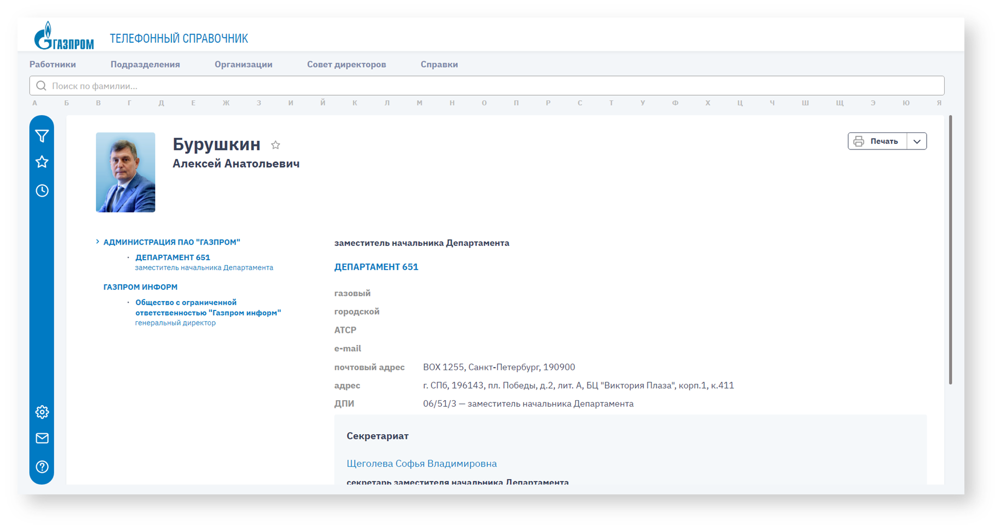 ГАЗПРОМ
ТЕЛЕФОННЫЙ СПРАВОЧНИК
Работники Подразделения Организации Совет директоров Справки
Поиск по фамилии...
А Б В Г Д Е Ж З И Й К Л М Н О П Р С Т У Ф Х Ц Ч Ш Щ Э Ю Я
Бурушкин
Алексей Анатольевич
Печать
АДМИНИСТРАЦИЯ ПАО "ГАЗПРОМ"
· ДЕПАРТАМЕНТ 651
заместитель начальника Департамента
ГАЗПРОМ ИНФОРМ
· Общество с ограниченной
ответственностью "Газпром информ"
генеральный директор
заместитель начальника Департамента
ДЕПАРТАМЕНТ 651
газовый
городской
АТСР
e-mail
почтовый адрес BOX 1255, Санкт-Петербург, 190900
адрес г. СПб, 196143, пл. Победы, д.2, лит. А, БЦ "Виктория Плаза", корп.1, к.411
ДПИ 06/51/3 — заместитель начальника Департамента
Секретариат
Щеголева Софья Владимировна
секретарь заместителя начальника Департамента